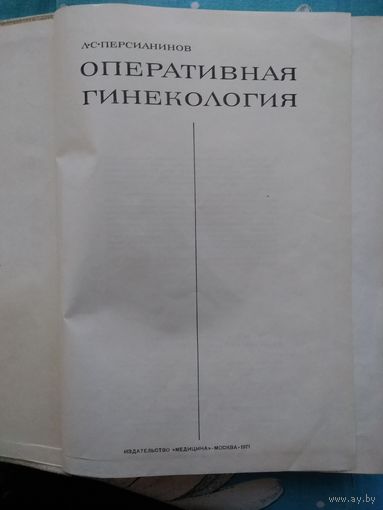 Л·С·ПЕРСИАНИНОВ
ОПЕРАТИВНАЯ
ГИНЕКОЛОГИЯ
ИЗДАТЕЛЬСТВО «МЕДИЦИНА»·МОСКВА·1971
www.ay.by